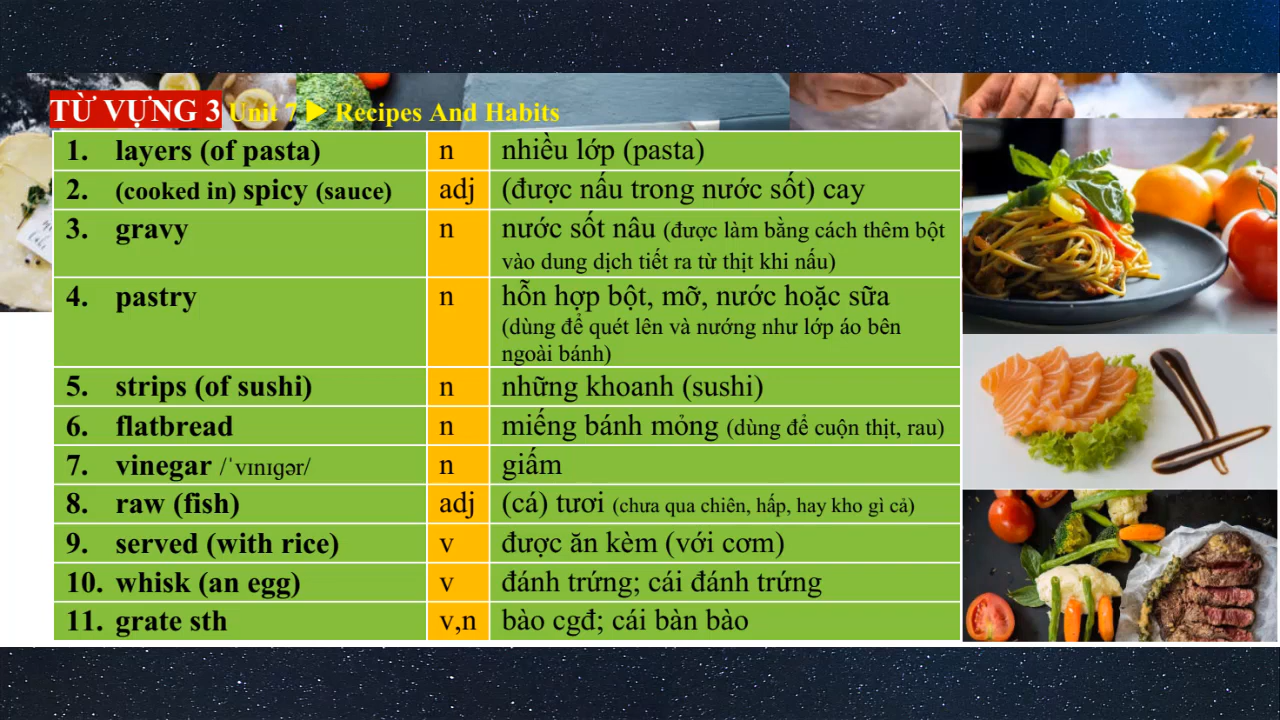 TỪ VỰNG 3 Unit 7 ▶ Recipes And Habits
1. layers (of pasta) n nhiều lớp (pasta)
2. (cooked in) spicy (sauce) adj (được nấu trong nước sốt) cay
3. gravy n nước sốt nâu (được làm bằng cách thêm bột
vào dung dịch tiết ra từ thịt khi nấu)
4. pastry n hỗn hợp bột, mỡ, nước hoặc sữa
(dùng để quét lên và nướng như lớp áo bên
ngoài bánh)
5. strips (of sushi) n những khoanh (sushi)
6. flatbread n miếng bánh mỏng (dùng để cuộn thịt, rau)
7. vinegar /ˈvɪnɪɡər/ n giấm
8. raw (fish) adj (cá) tươi (chưa qua chiên, hấp, hay kho gì cả)
9. served (with rice) v được ăn kèm (với cơm)
10. whisk (an egg) v đánh trứng; cái đánh trứng
11. grate sth v,n bào cgđ; cái bàn bào